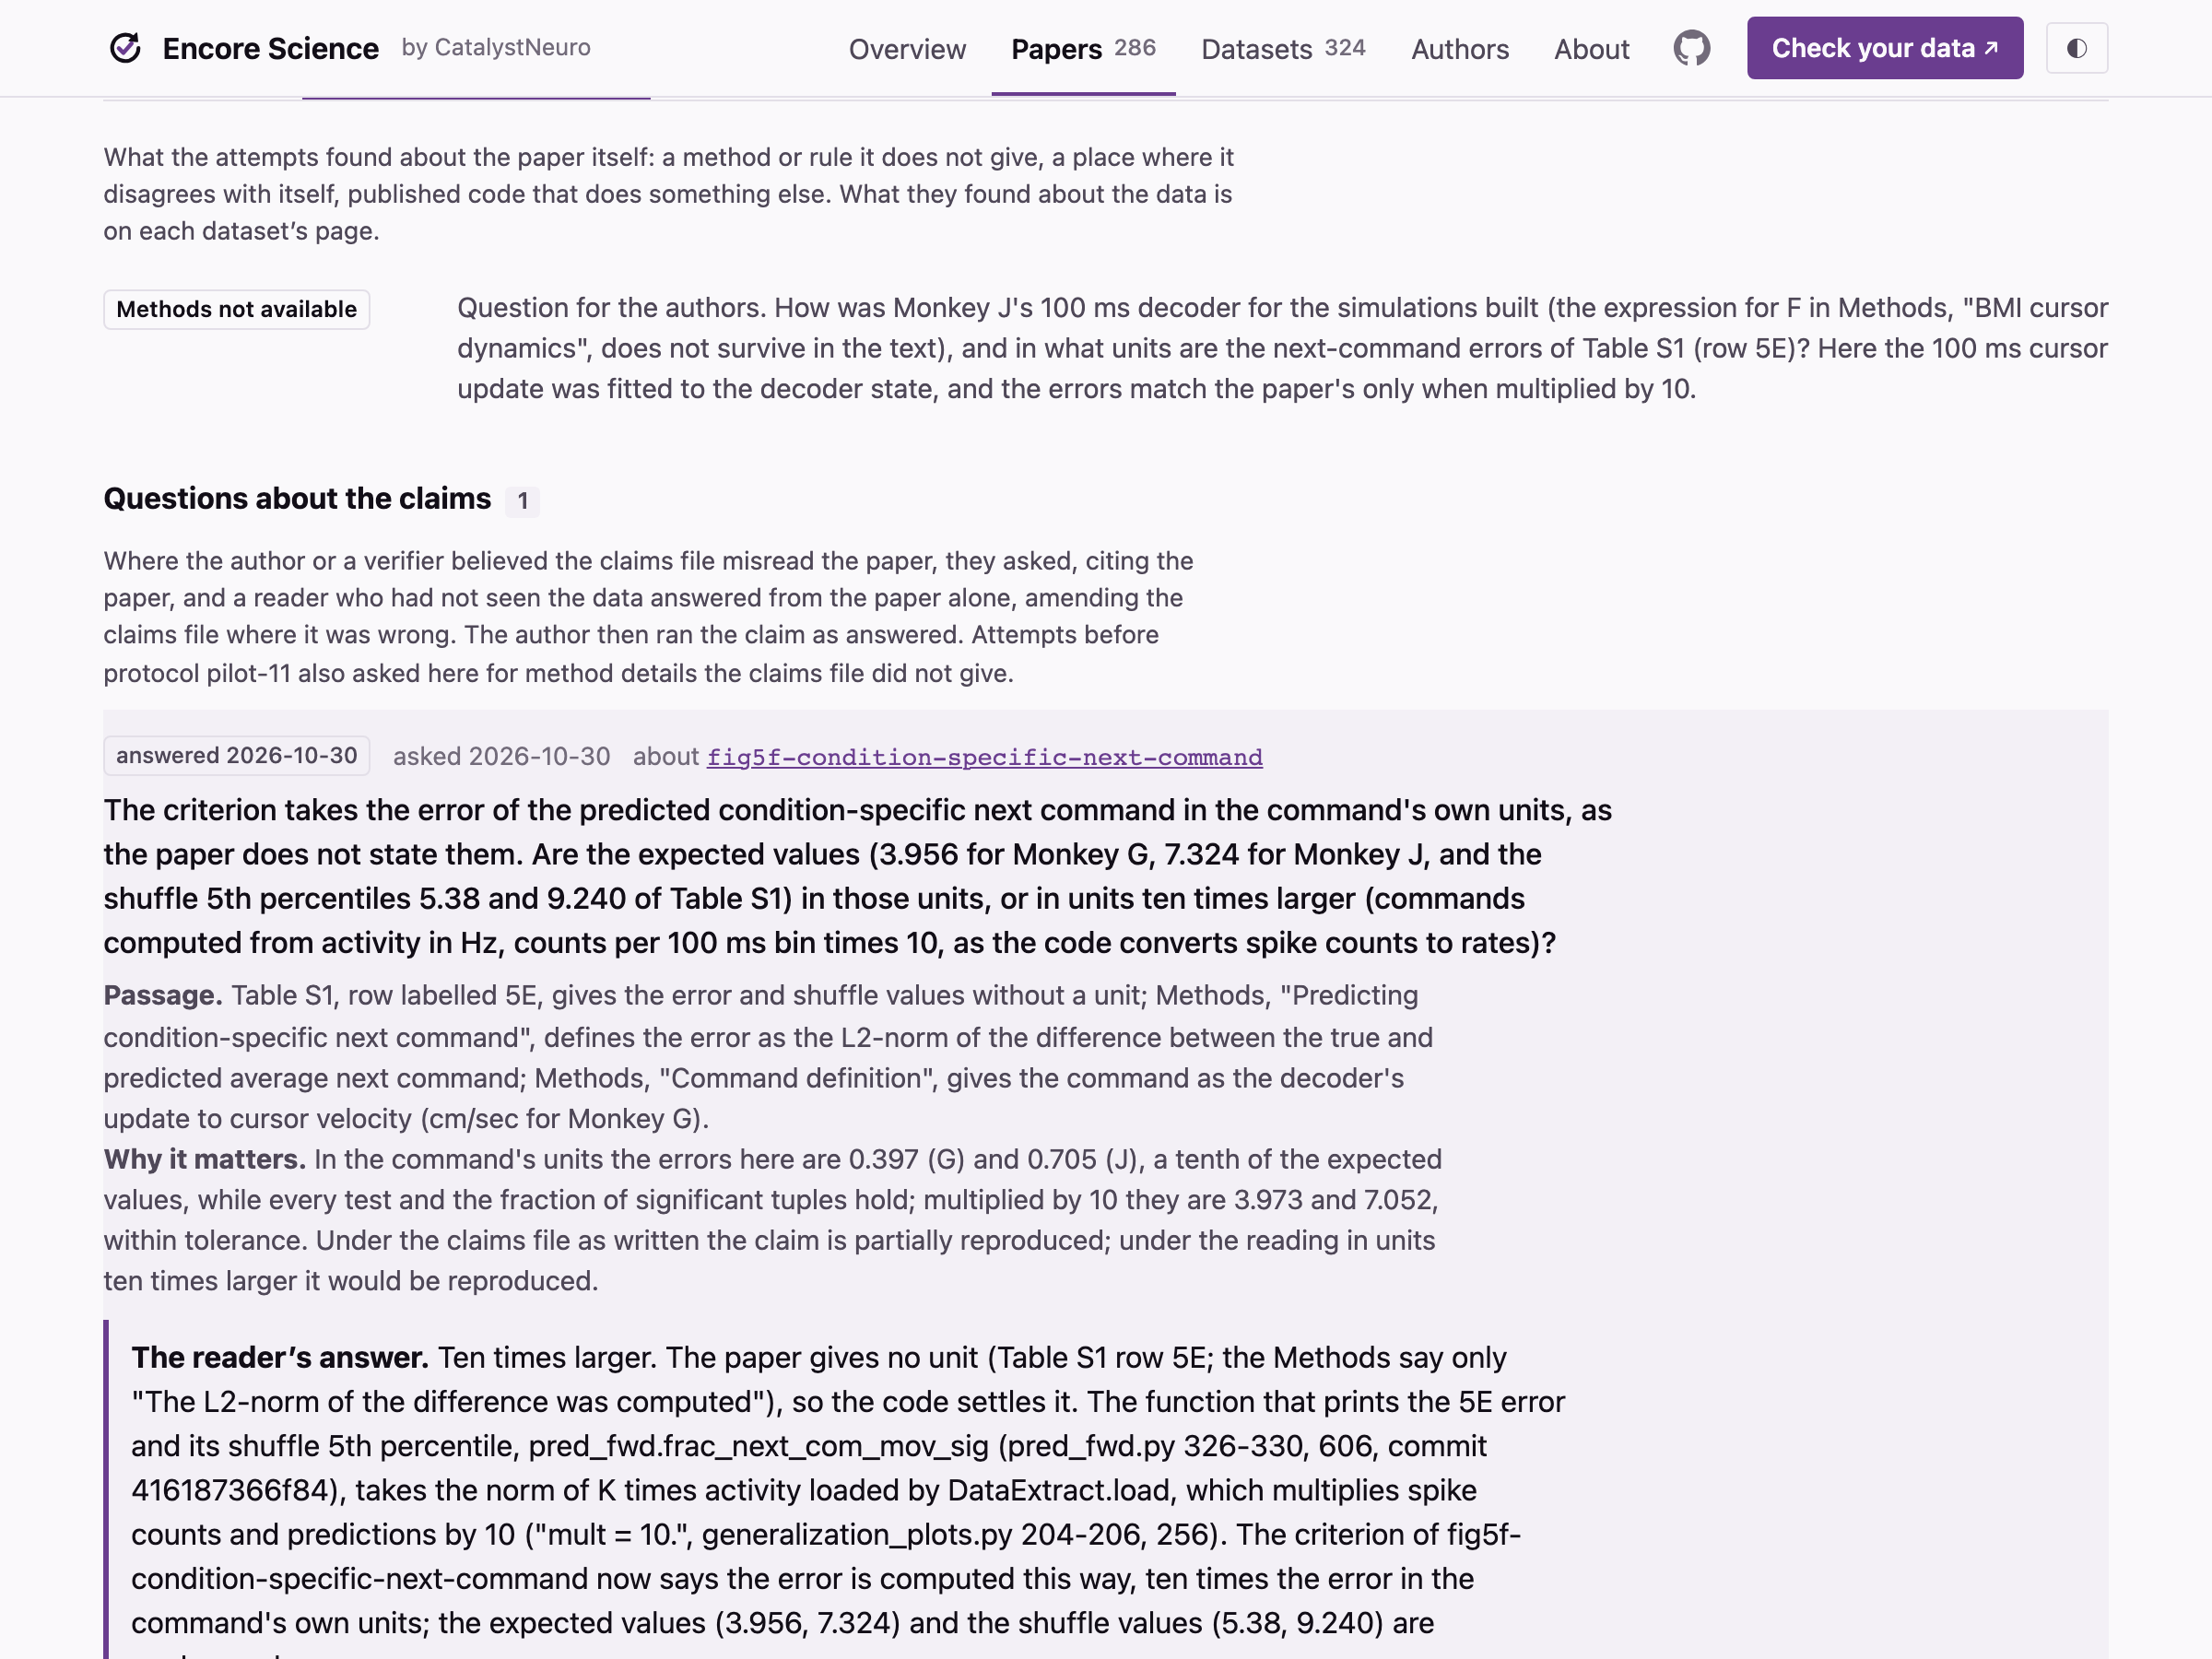 Encore Science by CatalystNeuro Overview Papers 286 Datasets 324 Authors About Check your data ↗
What the attempts found about the paper itself: a method or rule it does not give, a place where it
disagrees with itself, published code that does something else. What they found about the data is
on each dataset’s page.
Methods not available
Question for the authors. How was Monkey J's 100 ms decoder for the simulations built (the expression for F in Methods, "BMI cursor
dynamics", does not survive in the text), and in what units are the next-command errors of Table S1 (row 5E)? Here the 100 ms cursor
update was fitted to the decoder state, and the errors match the paper's only when multiplied by 10.
Questions about the claims 1
Where the author or a verifier believed the claims file misread the paper, they asked, citing the
paper, and a reader who had not seen the data answered from the paper alone, amending the
claims file where it was wrong. The author then ran the claim as answered. Attempts before
protocol pilot-11 also asked here for method details the claims file did not give.
answered 2026-10-30 asked 2026-10-30 about fig5f-condition-specific-next-command
The criterion takes the error of the predicted condition-specific next command in the command's own units, as
the paper does not state them. Are the expected values (3.956 for Monkey G, 7.324 for Monkey J, and the
shuffle 5th percentiles 5.38 and 9.240 of Table S1) in those units, or in units ten times larger (commands
computed from activity in Hz, counts per 100 ms bin times 10, as the code converts spike counts to rates)?
Passage. Table S1, row labelled 5E, gives the error and shuffle values without a unit; Methods, "Predicting
condition-specific next command", defines the error as the L2-norm of the difference between the true and
predicted average next command; Methods, "Command definition", gives the command as the decoder's
update to cursor velocity (cm/sec for Monkey G).
Why it matters. In the command's units the errors here are 0.397 (G) and 0.705 (J), a tenth of the expected
values, while every test and the fraction of significant tuples hold; multiplied by 10 they are 3.973 and 7.052,
within tolerance. Under the claims file as written the claim is partially reproduced; under the reading in units
ten times larger it would be reproduced.
The reader’s answer. Ten times larger. The paper gives no unit (Table S1 row 5E; the Methods say only
"The L2-norm of the difference was computed"), so the code settles it. The function that prints the 5E error
and its shuffle 5th percentile, pred_fwd.frac_next_com_mov_sig (pred_fwd.py 326-330, 606, commit
416187366f84), takes the norm of K times activity loaded by DataExtract.load, which multiplies spike
counts and predictions by 10 ("mult = 10.", generalization_plots.py 204-206, 256). The criterion of fig5f-
condition-specific-next-command now says the error is computed this way, ten times the error in the
command's own units; the expected values (3.956, 7.324) and the shuffle values (5.38, 9.240) are